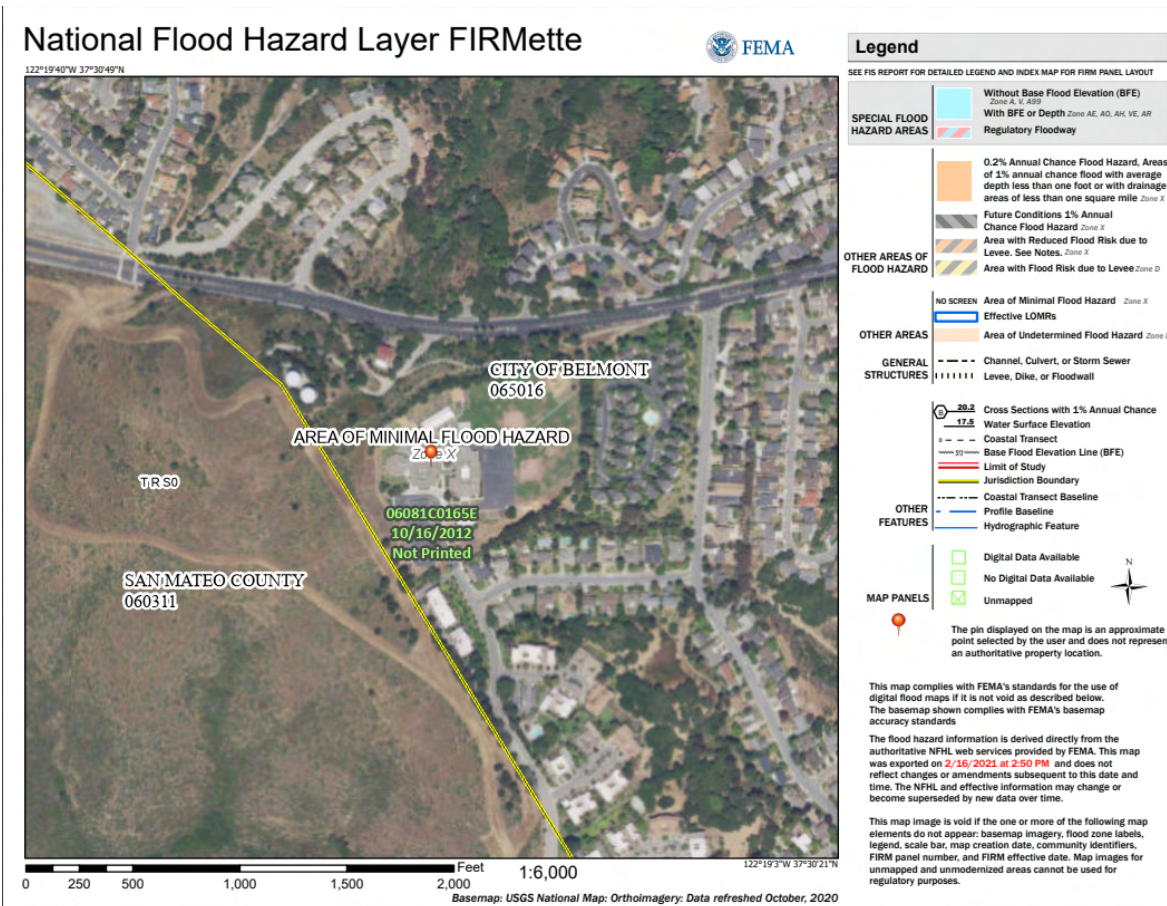 National Flood Hazard Layer FIRMette
FEMA
122°19'40"W 37°30'49"N
CITY OF BELMONT
065016
AREA OF MINIMAL FLOOD HAZARD
Zone X
T R S0
06081C0165E
10/16/2012
Not Printed
SAN MATEO COUNTY
060311
122°19'3"W 37°30'21"N
0 250 500 1,000 1,500 2,000
Feet
1:6,000
Basemap: USGS National Map: Orthoimagery: Data refreshed October, 2020
Legend
SEE FIS REPORT FOR DETAILED LEGEND AND INDEX MAP FOR FIRM PANEL LAYOUT
SPECIAL FLOOD
HAZARD AREAS
Without Base Flood Elevation (BFE)
Zone A, V, A99
With BFE or Depth Zone AE, AO, AH, VE, AR
Regulatory Floodway
0.2% Annual Chance Flood Hazard, Areas
of 1% annual chance flood with average
depth less than one foot or with drainage
areas of less than one square mile Zone X
Future Conditions 1% Annual
Chance Flood Hazard Zone X
Area with Reduced Flood Risk due to
Levee. See Notes. Zone X
Area with Flood Risk due to Levee Zone D
OTHER AREAS OF
FLOOD HAZARD
NO SCREEN Area of Minimal Flood Hazard Zone X
Effective LOMRs
OTHER AREAS
Area of Undetermined Flood Hazard Zone
GENERAL
STRUCTURES
Channel, Culvert, or Storm Sewer
Levee, Dike, or Floodwall
B 20.2 Cross Sections with 1% Annual Chance
17.5 Water Surface Elevation
8 Coastal Transect
513 Base Flood Elevation Line (BFE)
Limit of Study
Jurisdiction Boundary
Coastal Transect Baseline
OTHER
FEATURES
Profile Baseline
Hydrographic Feature
Digital Data Available
No Digital Data Available
Unmapped
MAP PANELS
N
The pin displayed on the map is an approximate
point selected by the user and does not represen
an authoritative property location.
This map complies with FEMA's standards for the use of
digital flood maps if it is not void as described below.
The basemap shown complies with FEMA's basemap
accuracy standards
The flood hazard information is derived directly from the
authoritative NFHL web services provided by FEMA. This map
was exported on 2/16/2021 at 2:50 PM and does not
reflect changes or amendments subsequent to this date and
time. The NFHL and effective information may change or
become superseded by new data over time.
This map image is void if the one or more of the following map
elements do not appear: basemap imagery, flood zone labels,
legend, scale bar, map creation date, community identifiers,
FIRM panel number, and FIRM effective date. Map images for
unmapped and unmodernized areas cannot be used for
regulatory purposes.